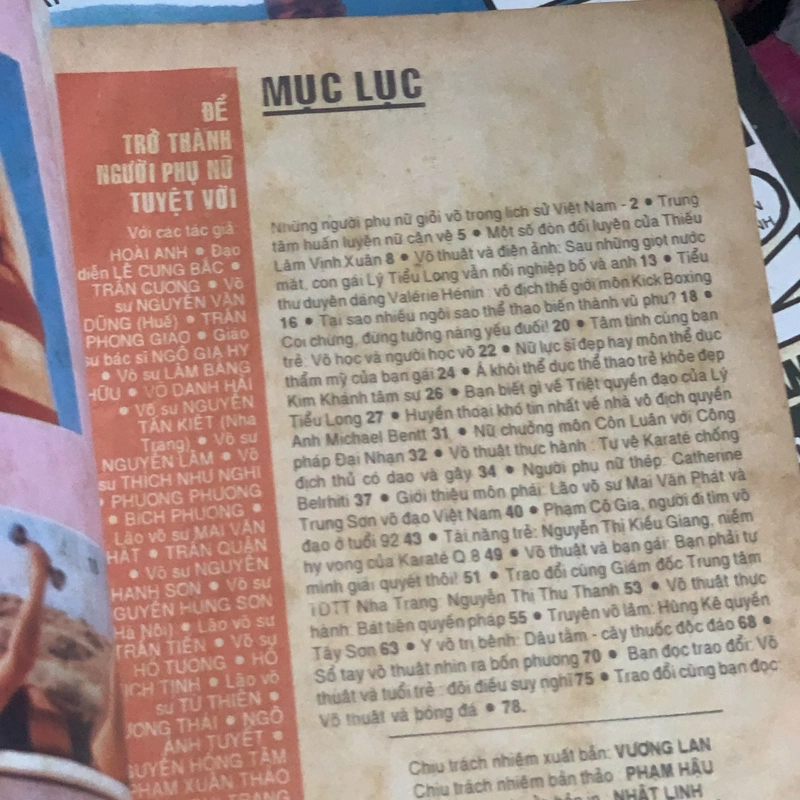 ĐỂ
TRỞ THÀNH
NGƯỜI PHỤ NỮ
TUYỆT VỜI
Với các tác giả:
HOÀI ANH • Đạo
diễn LÊ CUNG BẮC •
TRẦN CƯƠNG • Võ
sư NGUYỄN VĂN
DŨNG (Huế) • TRẦN
PHONG GIAO • Giáo
sư bác sĩ NGÔ GIA HY
• Võ sư LÂM BÀNG
HỮU • VÕ DANH HẢI
• Võ sư NGUYỄN
TẤN KIỆT (Nha
Trang) • Võ sư
NGUYỄN LÂM • Võ
sư THÍCH NHƯ NGHI
• PHƯƠNG PHƯƠNG
• BÍCH PHƯỢNG •
Lão võ sư MAI VĂN
PHÁT • TRẦN QUÂN
• Võ sư NGUYỄN
HẠNH SƠN • Võ sư
NGUYỄN HÙNG SƠN
(Hà Nội) • Lão võ sư
TRẦN TIẾN • Võ sư
HỒ TƯỜNG • HỒ
TỊNH • Lão võ
sư TỪ THIỆN •
THÁI • NGÔ
ÁNH TUYẾT •
NGUYỄN HỒNG TÂM
PHẠM XUÂN THẢO
TRANG
MỤC LỤC
Những người phụ nữ giỏi võ trong lịch sử Việt Nam - 2 • Trung
tâm huấn luyện nữ cận vệ 5 • Một số đòn đối luyện của Thiếu
Lâm Vịnh Xuân 8 • Võ thuật và điện ảnh: Sau những giọt nước
mắt, con gái Lý Tiểu Long vẫn nối nghiệp bố và anh 13 • Tiểu
thư duyên dáng Valérie Hénin : vô địch thế giới môn Kick Boxing
16 • Tại sao nhiều ngôi sao thể thao biến thành vũ phu? 18 •
Coi chừng, đừng tưởng nàng yếu đuối! 20 • Tâm tình cùng bạn
trẻ: Võ học và người học võ 22 • Nữ lực sĩ đẹp hay môn thể dục
thẩm mỹ của bạn gái 24 • Á khôi thể dục thể thao trẻ khỏe đẹp
Kim Khánh tâm sự 26 • Bạn biết gì về Triệt quyền đạo của Lý
Tiểu Long 27 • Huyền thoại khó tin nhất về nhà vô địch quyền
Anh Michael Bentt 31 • Nữ chưởng môn Côn Luân với Công
pháp Đại Nhạn 32 • Võ thuật thực hành : Tự vệ Karaté chống
địch thủ có dao và gậy 34 • Người phụ nữ thép: Catherine
Belrhiti 37 • Giới thiệu môn phái: Lão võ sư Mai Văn Phát và
Trung Sơn võ đạo Việt Nam 40 • Phạm Cô Gia, người đi tìm võ
đạo ở tuổi 92 43 • Tài năng trẻ: Nguyễn Thị Kiều Giang, niềm
hy vọng của Karaté Q 8 49 • Võ thuật và bạn gái: Bạn phải tự
mình giải quyết thôi! 51 • Trao đổi cùng Giám đốc Trung tâm
TDTT Nha Trang: Nguyễn Thị Thu Thanh 53 • Võ thuật thực
hành: Bát tiên quyền pháp 55 • Truyện võ lâm: Hùng Kê quyền
Tây Sơn 63 • Y võ trị bệnh: Dâu tằm - cây thuốc độc đáo 68 •
Sổ tay võ thuật nhìn ra bốn phương 70 • Bạn đọc trao đổi: Võ
thuật và tuổi trẻ : đôi điều suy nghĩ 75 • Trao đổi cùng bạn đọc:
Võ thuật và bóng đá • 78.
Chịu trách nhiệm xuất bản: VƯƠNG LAN
Chịu trách nhiệm bản thảo : PHẠM HẬU
NHẬT LINH